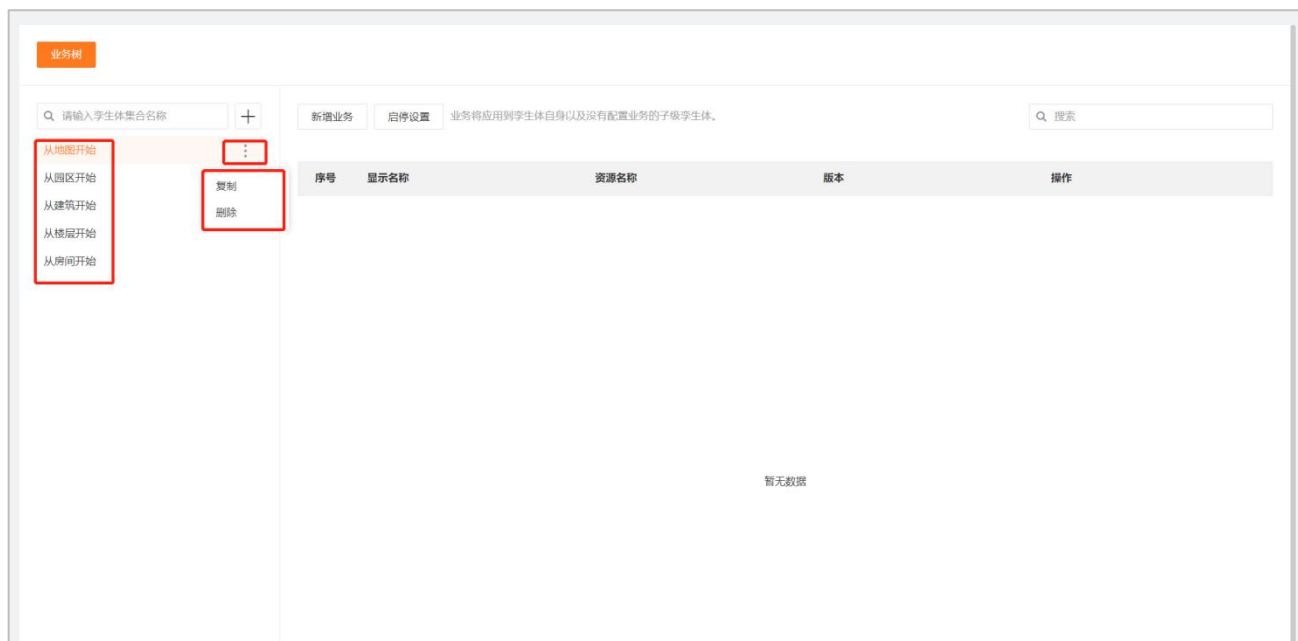 业务树
请输入孪生体集合名称
从地图开始
从园区开始
从建筑开始
从楼层开始
从房间开始
复制
删除
新增业务 启停设置 业务将应用到孪生体自身以及没有配置业务的子级孪生体。 搜索
序号 显示名称 资源名称 版本 操作
暂无数据